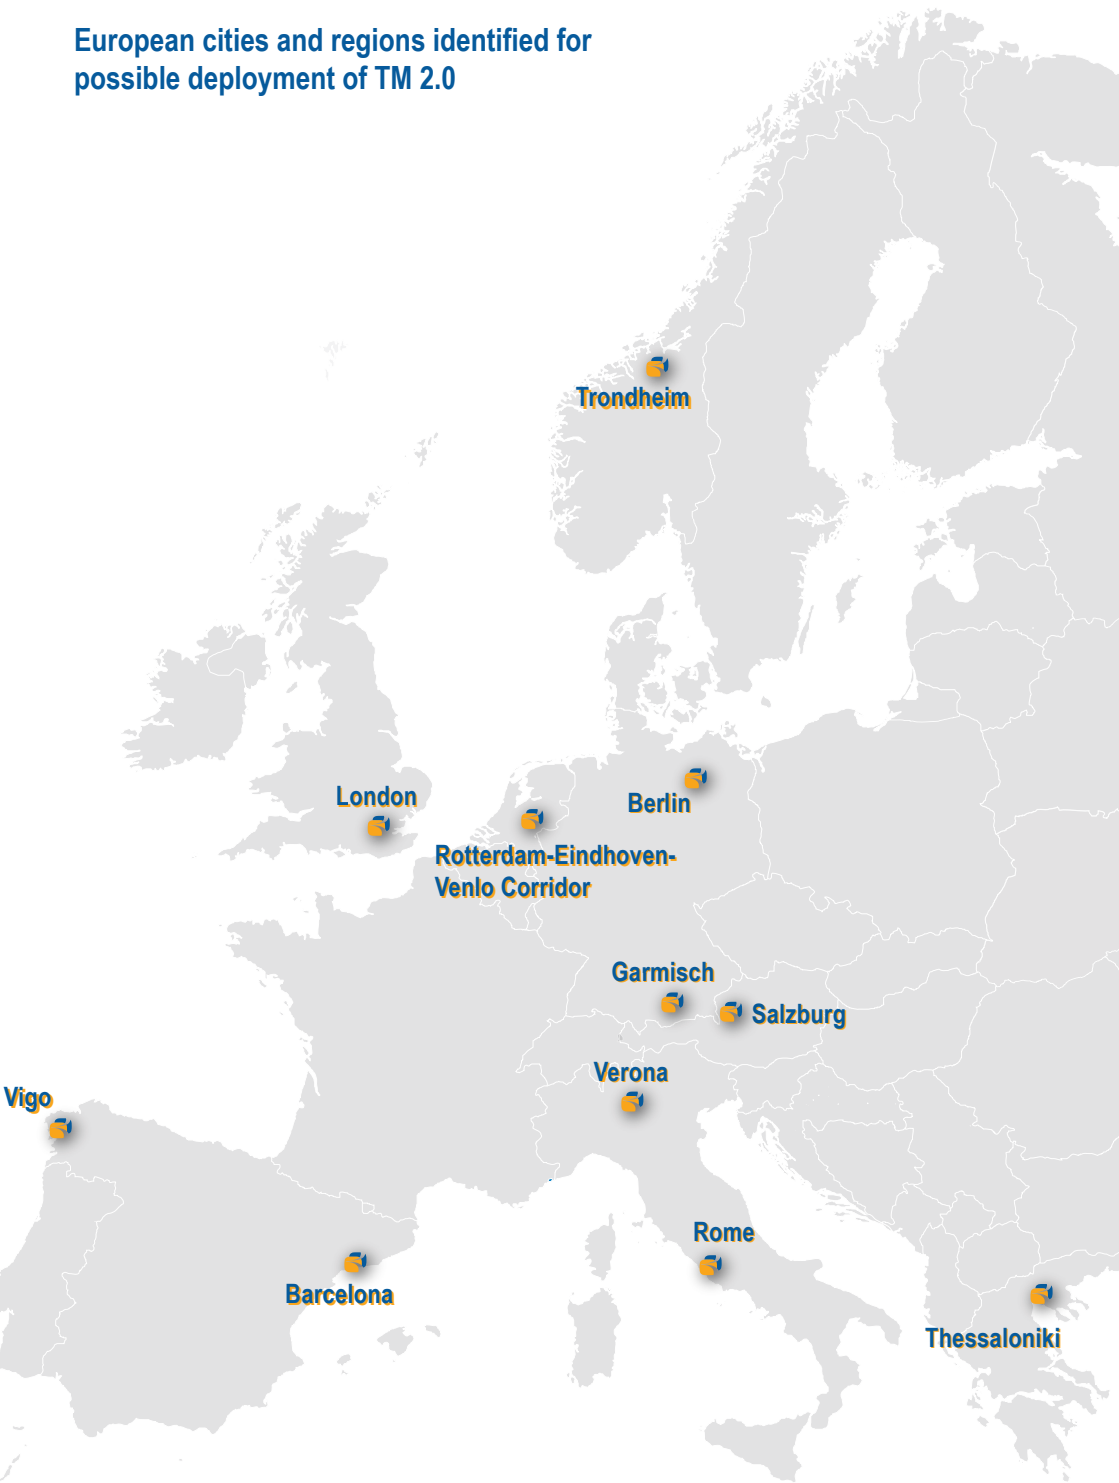 European cities and regions identified for
possible deployment of TM 2.0
Trondheim
London
Berlin
Rotterdam-Eindhoven-
Venlo Corridor
Garmisch
Salzburg
Verona
Vigo
Rome
Barcelona
Thessaloniki